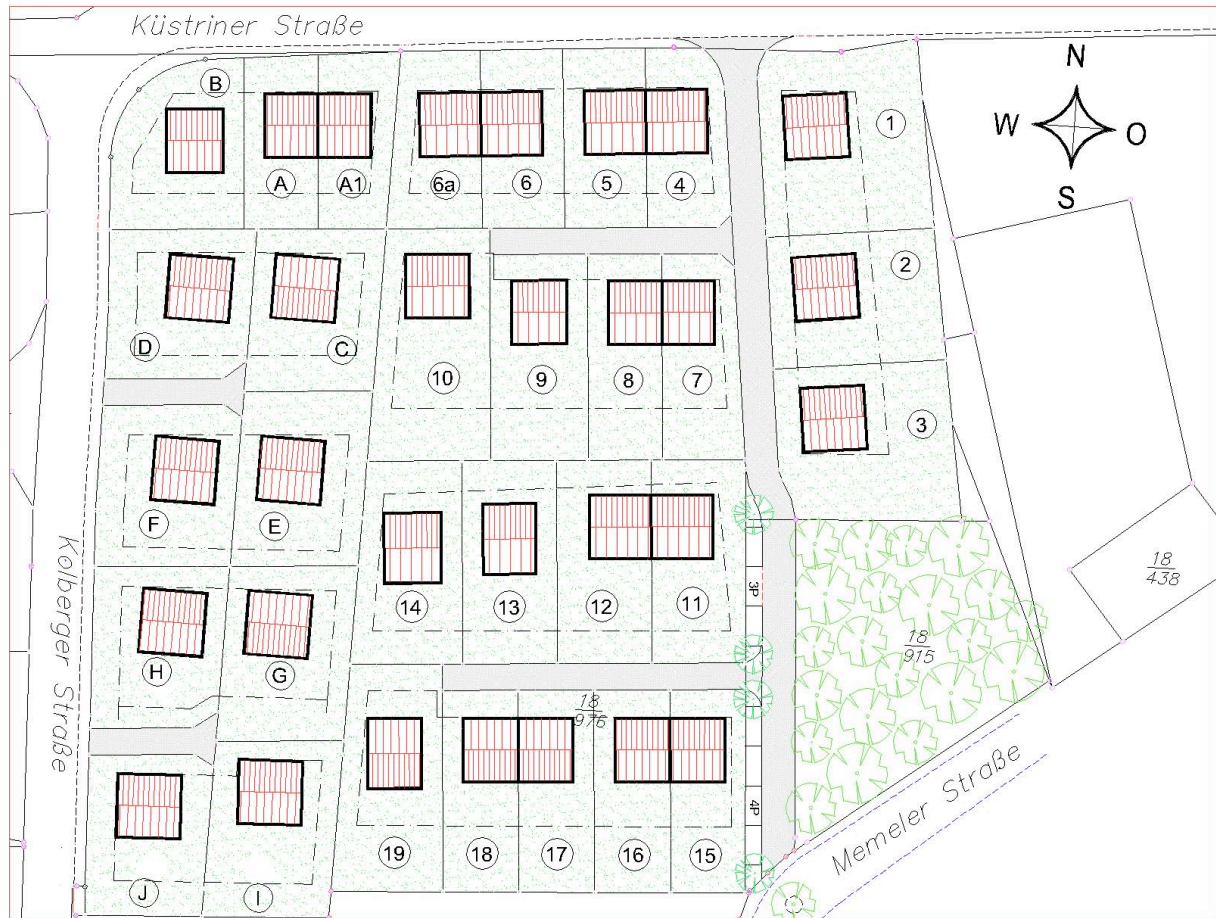 Küstriner Straße
N
W
O
S
B
A
A1
6a
6
5
4
1
D
C
10
9
8
7
2
3
F
E
14
13
12
11
3P
18
438
18
915
H
G
Kolberger Straße
18
976
19
18
17
16
15
4P
Memeler Straße
J
I